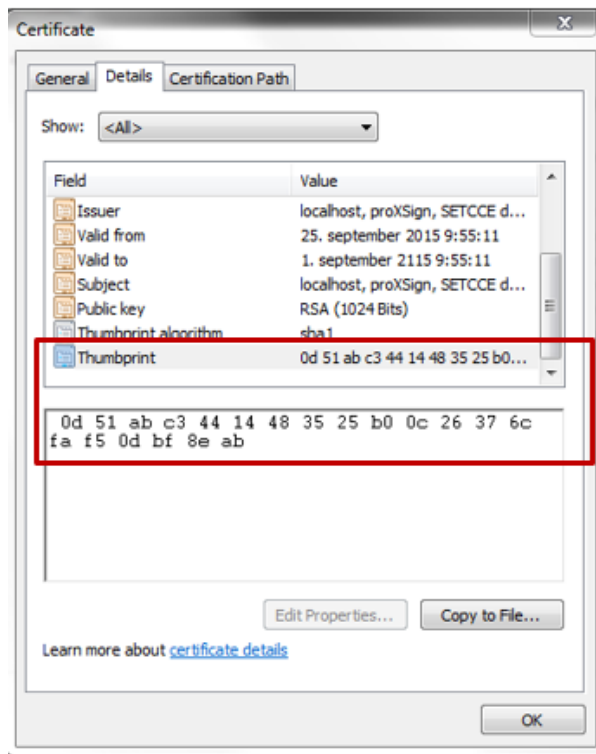 Certificate
General Details Certification Path
Show: <All>
Field Value
Issuer localhost, proXSign, SETCCE d...
Valid from 25. september 2015 9:55:11
Valid to 1. september 2115 9:55:11
Subject localhost, proXSign, SETCCE d...
Public key RSA (1024 Bits)
Thumbprint algorithm sha1
Thumbprint 0d 51 ab c3 44 14 48 35 25 b0...
0d 51 ab c3 44 14 48 35 25 b0 0c 26 37 6c
fa f5 0d bf 8e ab
Edit Properties... Copy to File...
Learn more about certificate details
OK